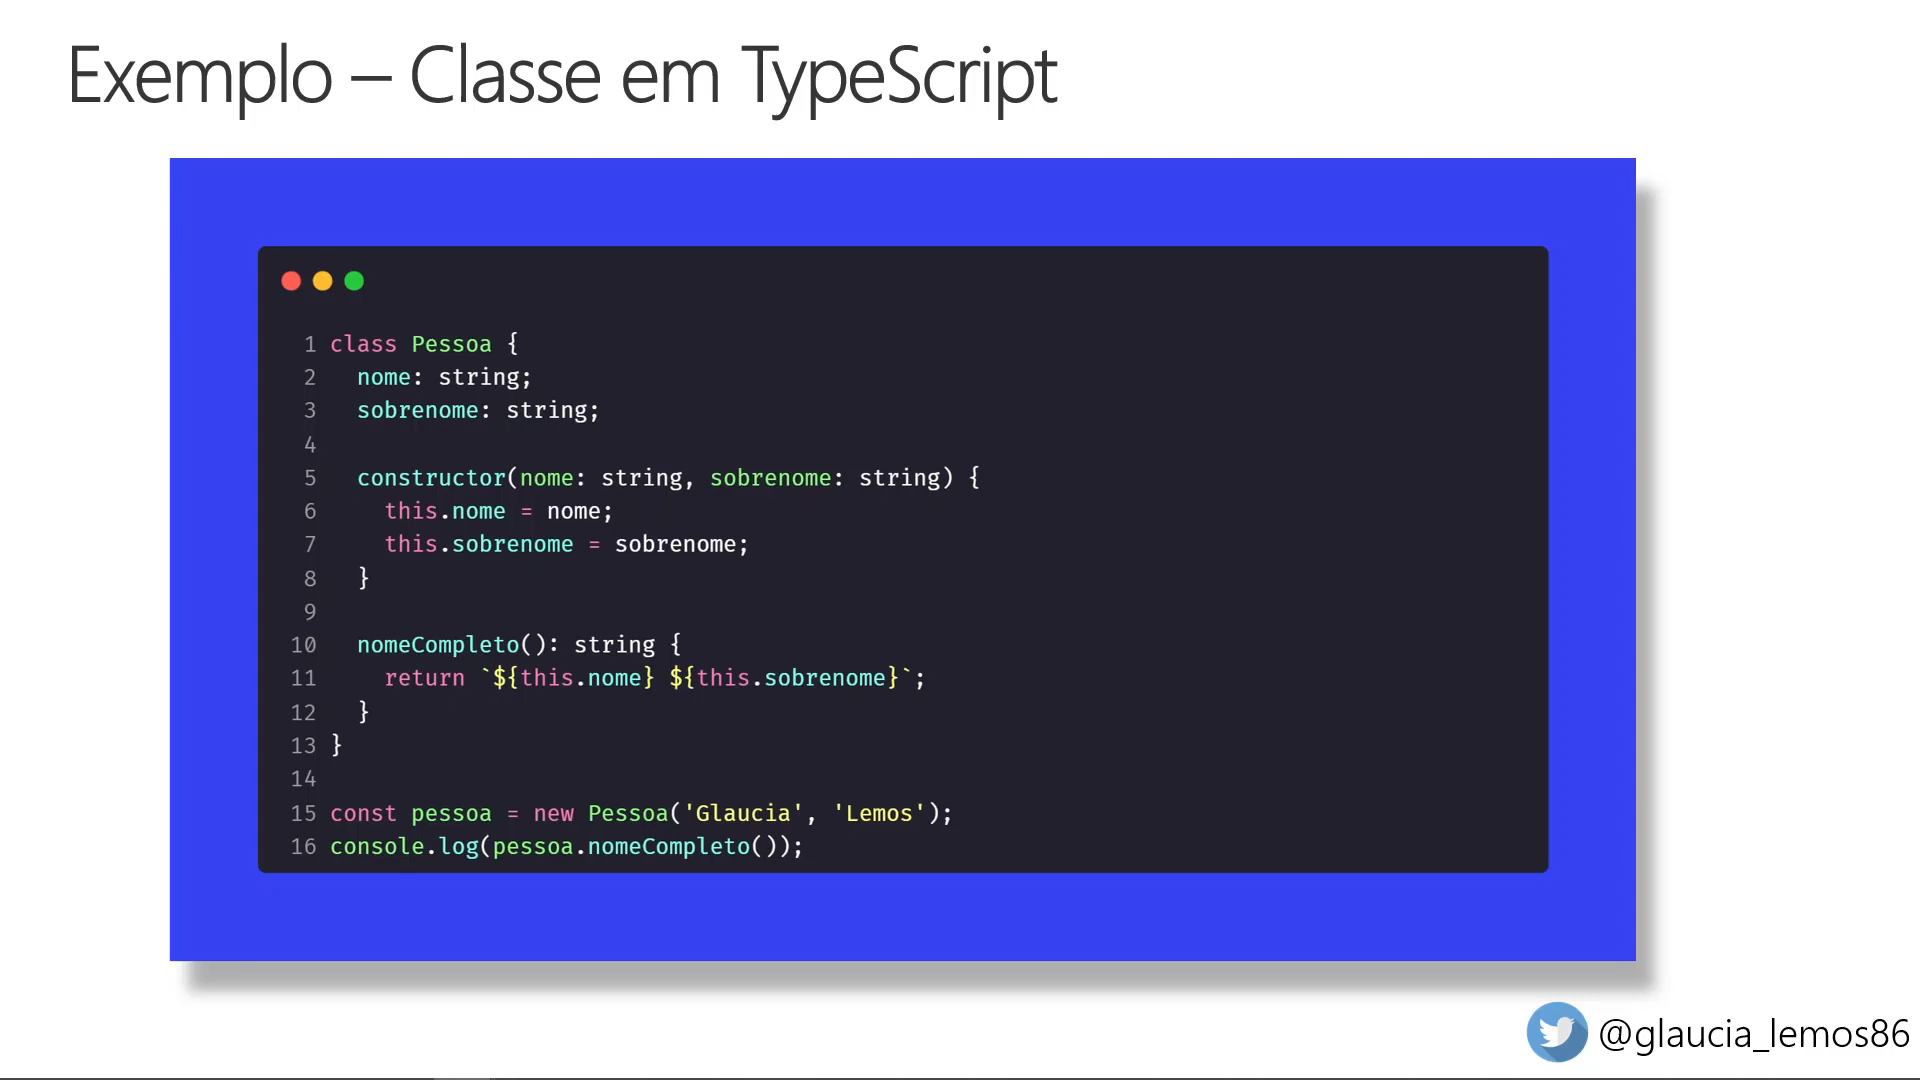 Exemplo – Classe em TypeScript
1 class Pessoa {
2   nome: string;
3   sobrenome: string;
4
5   constructor(nome: string, sobrenome: string) {
6     this.nome = nome;
7     this.sobrenome = sobrenome;
8   }
9
10   nomeCompleto(): string {
11     return `${this.nome} ${this.sobrenome}`;
12   }
13 }
14
15 const pessoa = new Pessoa('Glaucia', 'Lemos');
16 console.log(pessoa.nomeCompleto());
@glaucia_lemos86